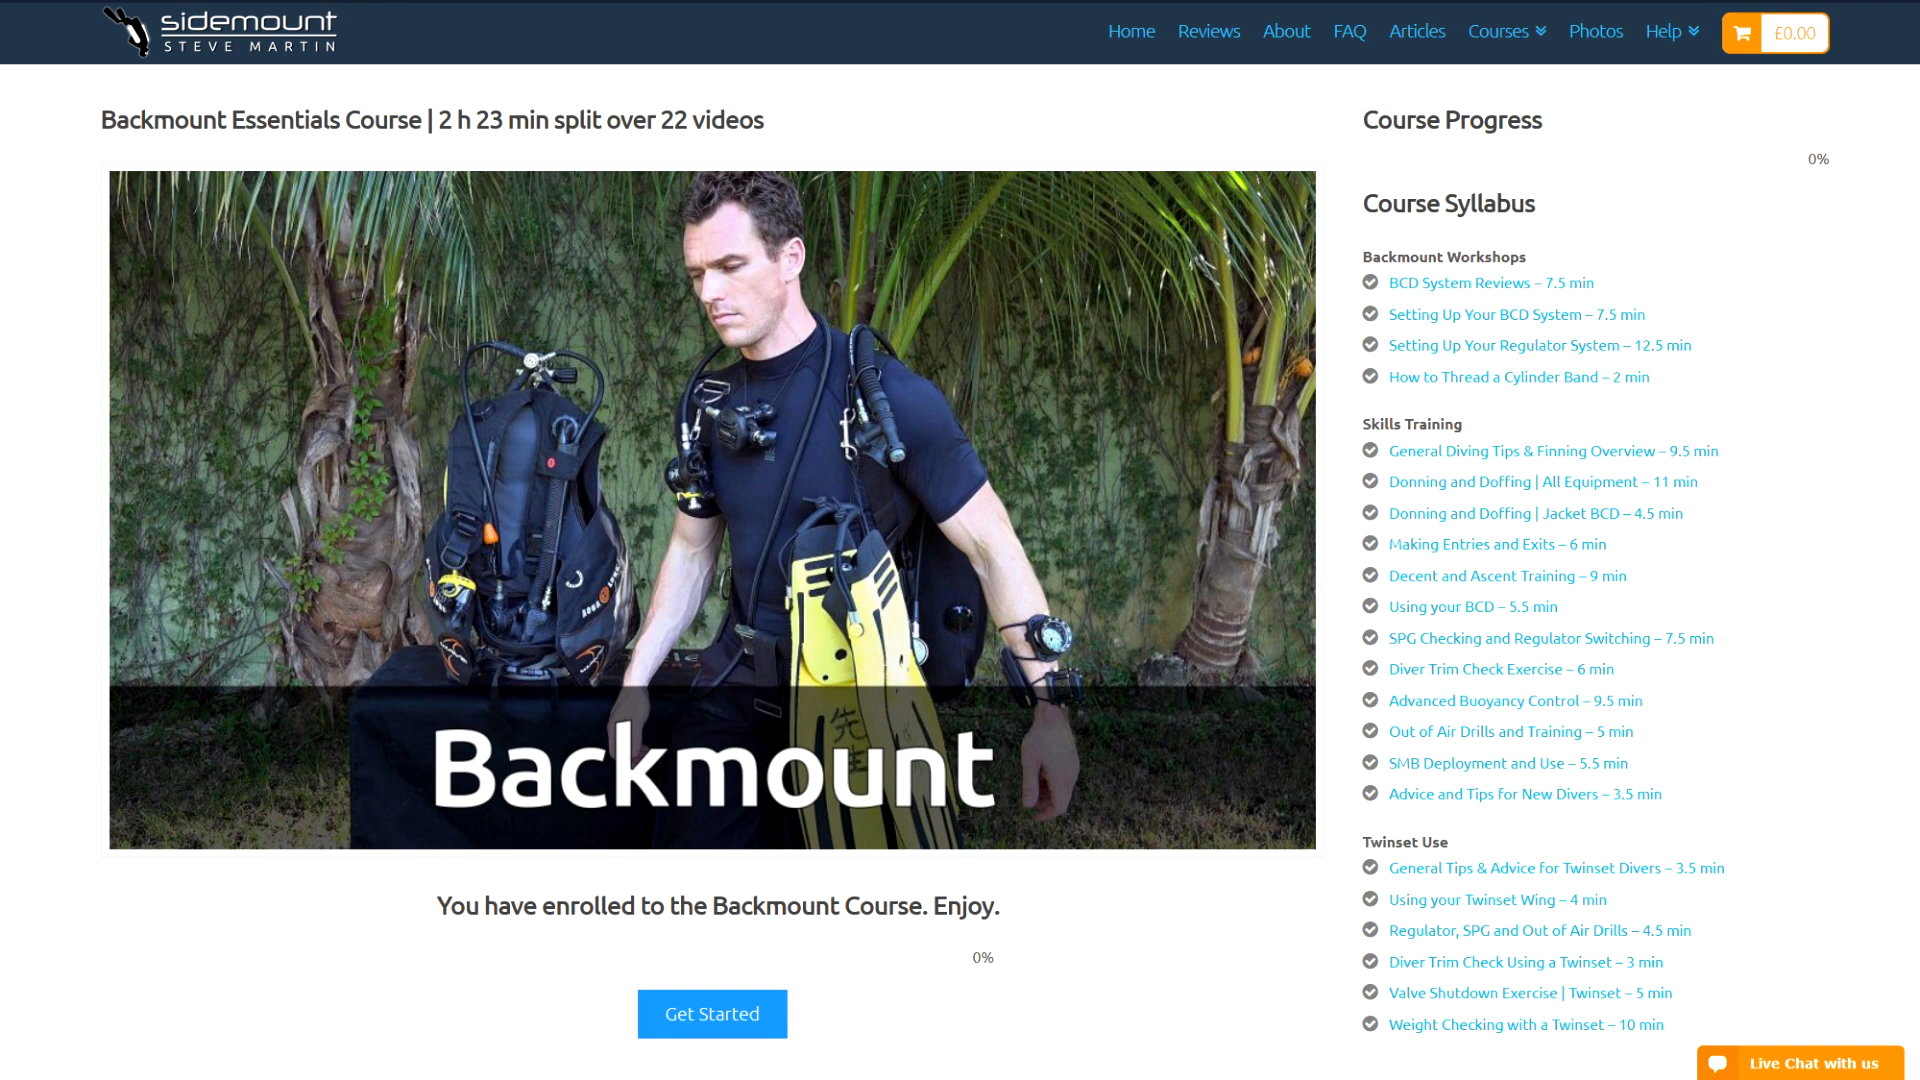 sidemount
STEVE MARTIN
Home Reviews About FAQ Articles Courses Photos Help £0.00
Backmount Essentials Course | 2 h 23 min split over 22 videos
先生
Backmount
You have enrolled to the Backmount Course. Enjoy.
0%
Get Started
Course Progress
0%
Course Syllabus
Backmount Workshops
BCD System Reviews – 7.5 min
Setting Up Your BCD System – 7.5 min
Setting Up Your Regulator System – 12.5 min
How to Thread a Cylinder Band – 2 min
Skills Training
General Diving Tips & Finning Overview – 9.5 min
Donning and Doffing | All Equipment – 11 min
Donning and Doffing | Jacket BCD – 4.5 min
Making Entries and Exits – 6 min
Decent and Ascent Training – 9 min
Using your BCD – 5.5 min
SPG Checking and Regulator Switching – 7.5 min
Diver Trim Check Exercise – 6 min
Advanced Buoyancy Control – 9.5 min
Out of Air Drills and Training – 5 min
SMB Deployment and Use – 5.5 min
Advice and Tips for New Divers – 3.5 min
Twinset Use
General Tips & Advice for Twinset Divers – 3.5 min
Using your Twinset Wing – 4 min
Regulator, SPG and Out of Air Drills – 4.5 min
Diver Trim Check Using a Twinset – 3 min
Valve Shutdown Exercise | Twinset – 5 min
Weight Checking with a Twinset – 10 min
Live Chat with us